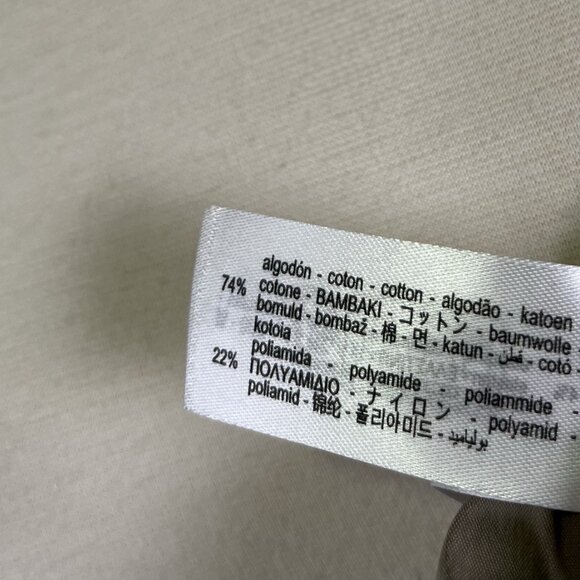 algodón - coton - cotton - algodão - katoen
74% cotone - BAMBAKI - コットン - baumwolle
bomuld - bombaž - 棉 - 면 - katun - قطن - cotó -
kotoia
22% poliamida - polyamide - poliammide -
ΠΟΛΥΑΜΙΔΙΟ - ナイロン - polyamid -
poliamid - 锦纶 - 폴리아미드 - بولياميد